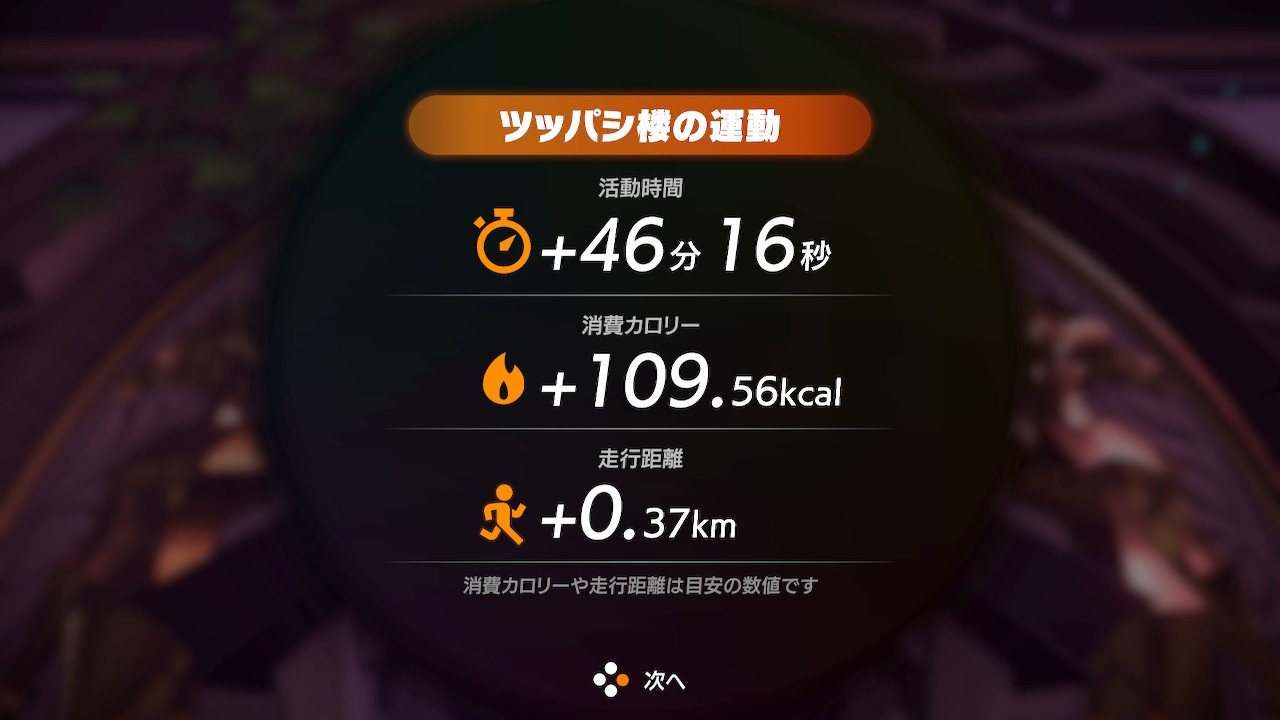 ツッパシ楼の運動
活動時間
+46分 16秒
消費カロリー
+109.56kcal
走行距離
+0.37km
消費カロリーや走行距離は目安の数値です
次へ